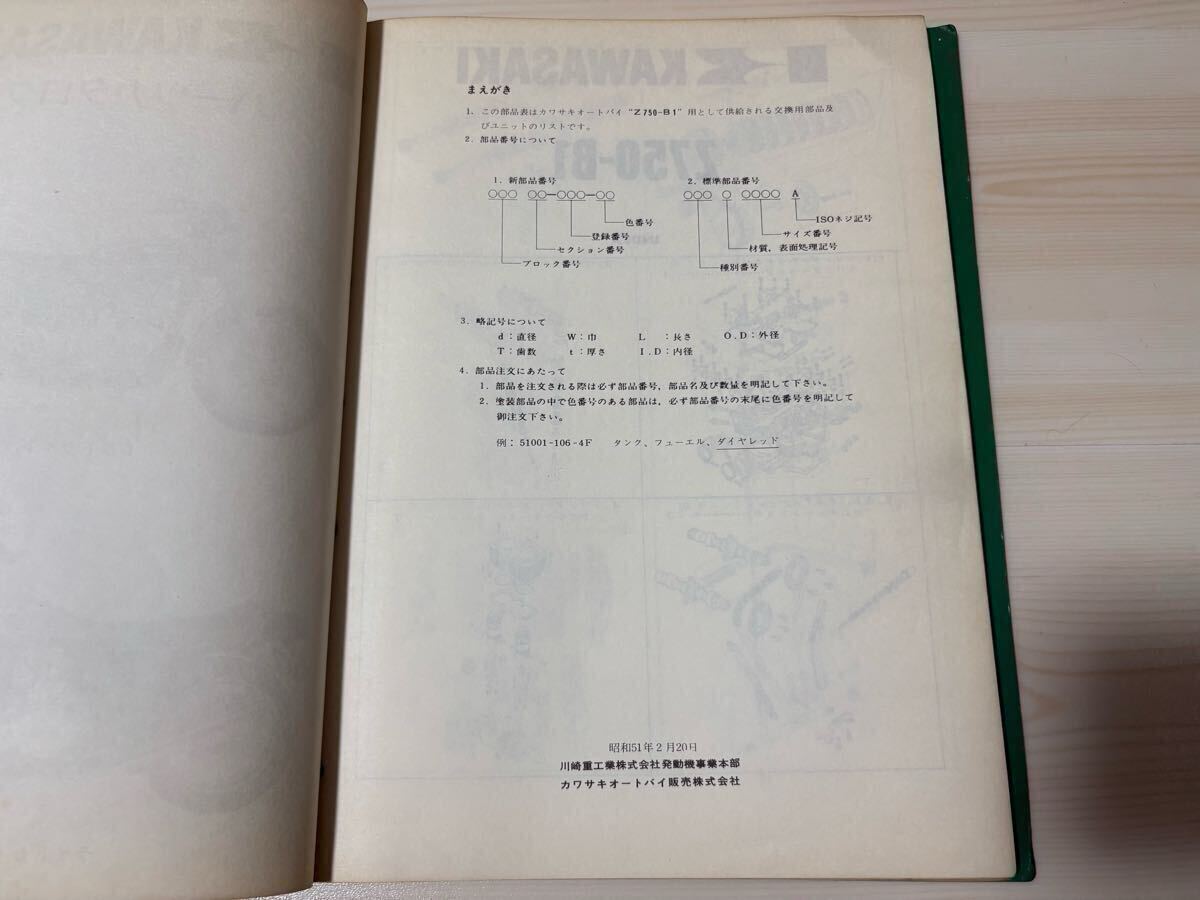 まえがき
1．この部品表はカワサキオートバイ“Z750-B1”用として供給される交換用部品及
びユニットのリストです。
2．部品番号について
1．新部品番号
2．標準部品番号
○○○ ○○－○○○－○○
○○○ ○ ○○○○ A
色番号
登録番号
セクション番号
ブロック番号
ISOネジ記号
サイズ番号
材質，表面処理記号
種別番号
3．略記号について
d：直径 W：巾 L：長さ O.D：外径
T：歯数 t：厚さ I.D：内径
4．部品注文にあたって
1．部品を注文される際は必ず部品番号，部品名及び数量を明記して下さい。
2．塗装部品の中で色番号のある部品は，必ず部品番号の末尾に色番号を明記して
御注文下さい。
例：51001-106-4F タンク、フューエル、ダイヤレッド
昭和51年2月20日
川崎重工業株式会社発動機事業本部
カワサキオートバイ販売株式会社
KAWASAKI
Z750-B1